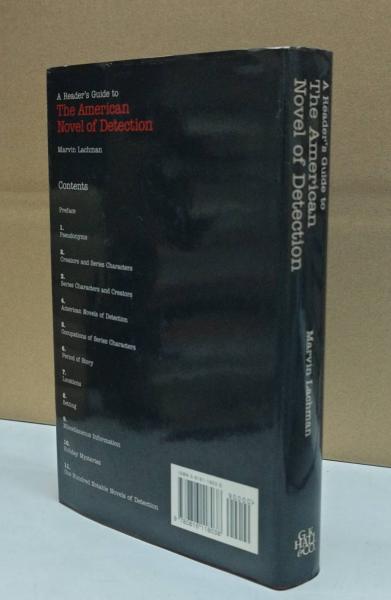 A Reader's Guide to
The American
Novel of Detection
Marvin Lachman
Contents
Preface
1.
Pseudonyms
2.
Creators and Series Characters
3.
Series Characters and Creators
4.
American Novels of Detection
5.
Occupations of Series Characters
6.
Period of Story
7.
Locations
8.
Setting
9.
Miscellaneous Information
10.
Holiday Mysteries
11.
One Hundred Notable Novels of Detection
90000
A Reader's Guide to
The American
Novel of Detection
Marvin Lachman
G.K.
HALL
&CO.